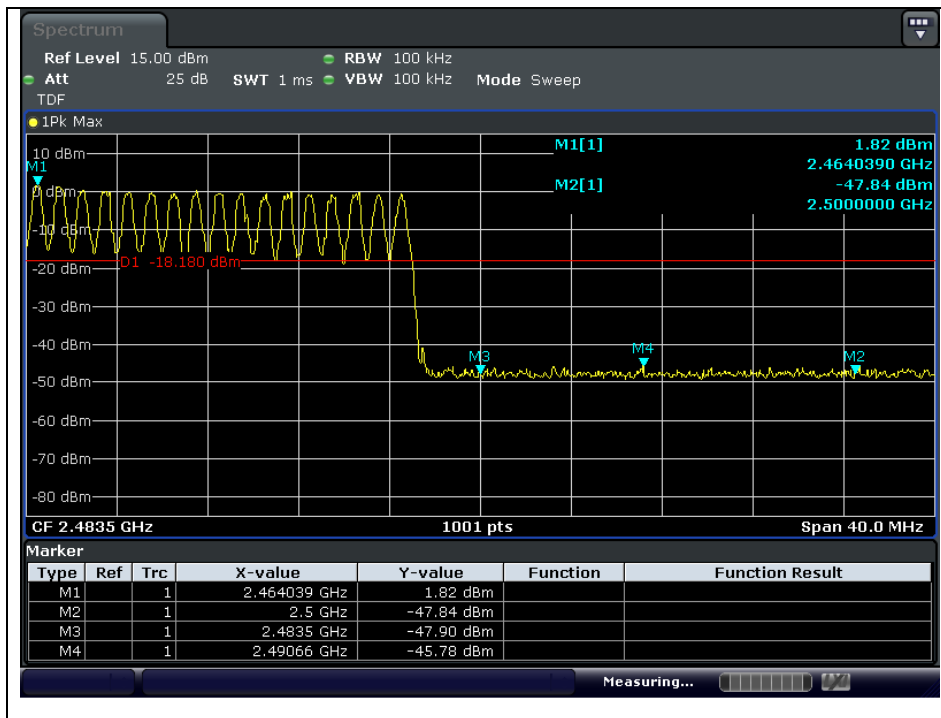 Spectrum
Ref Level 15.00 dBm RBW 100 kHz
Att 25 dB SWT 1 ms VBW 100 kHz Mode Sweep
TDF
1Pk Max
M1[1] 1.82 dBm
2.4640390 GHz
M2[1] -47.84 dBm
2.5000000 GHz
10 dBm
M1
0 dBm
-10 dBm
D1 -18.180 dBm
-20 dBm
-30 dBm
-40 dBm
M3 M4 M2
-50 dBm
-60 dBm
-70 dBm
-80 dBm
CF 2.4835 GHz 1001 pts Span 40.0 MHz
Marker
Type Ref Trc X-value Y-value Function Function Result
M1 1 2.464039 GHz 1.82 dBm
M2 1 2.5 GHz -47.84 dBm
M3 1 2.4835 GHz -47.90 dBm
M4 1 2.49066 GHz -45.78 dBm
Measuring...